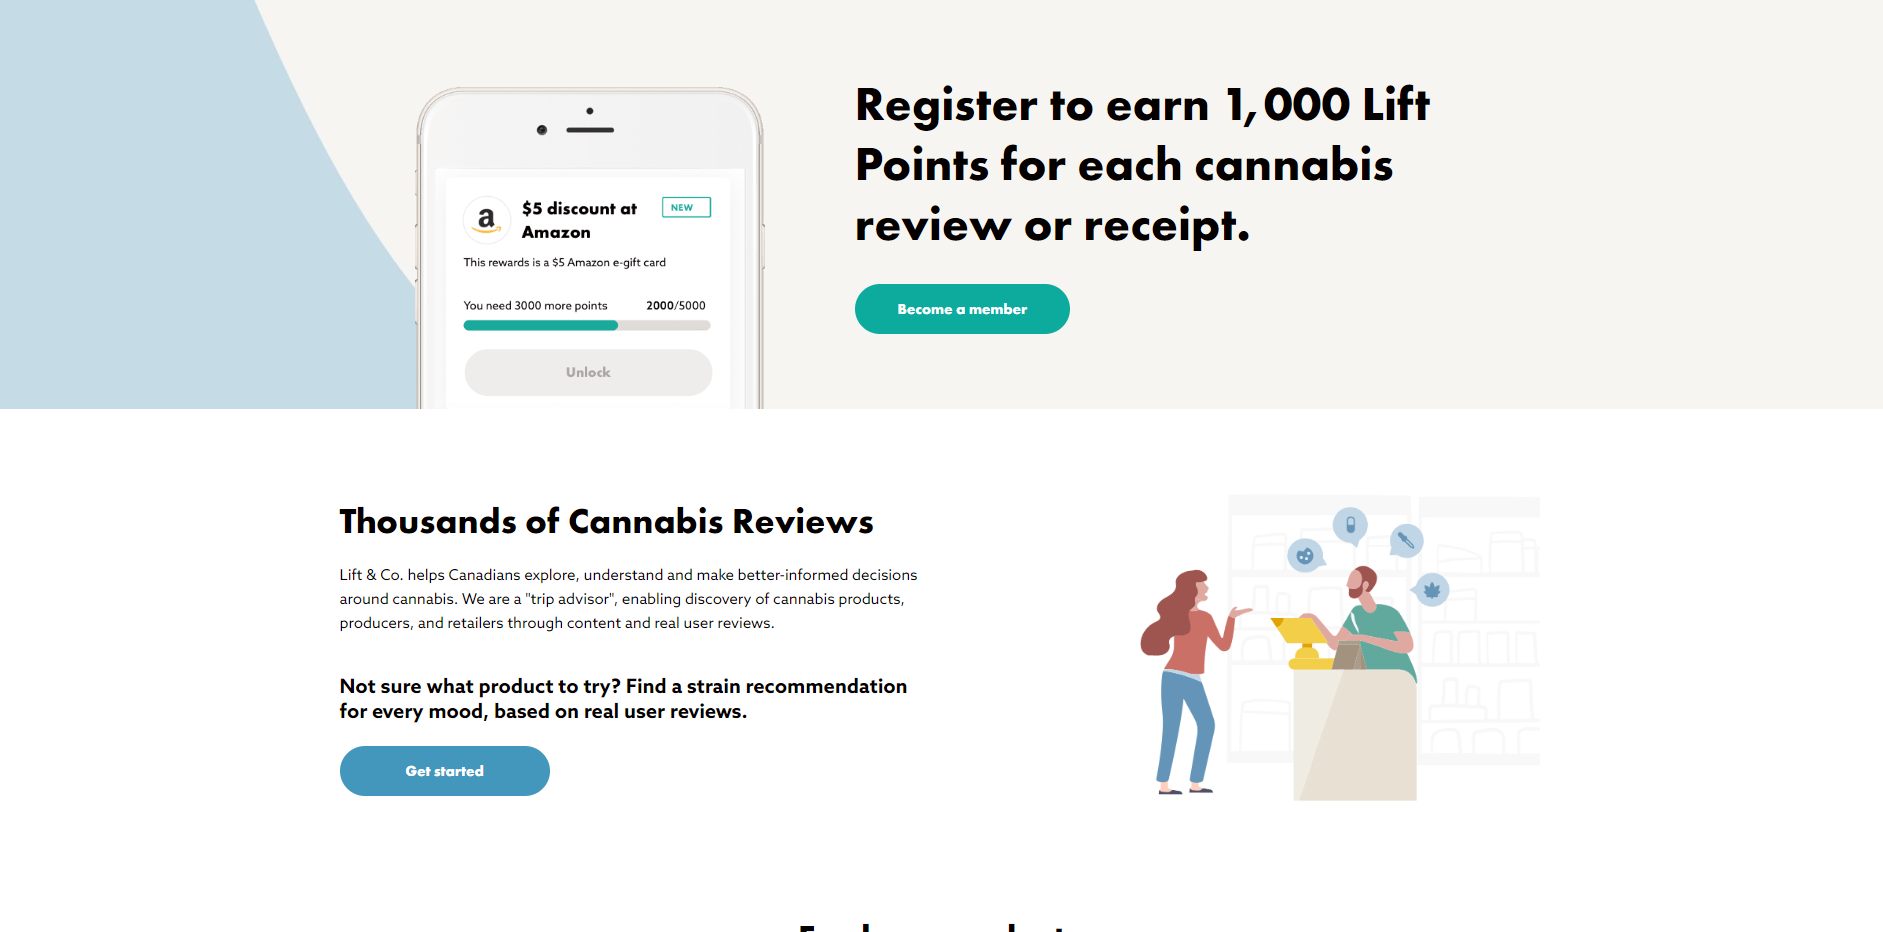 $5 discount at
Amazon
NEW
This rewards is a $5 Amazon e-gift card
You need 3000 more points
2000/5000
Unlock
Register to earn 1,000 Lift
Points for each cannabis
review or receipt.
Become a member
Thousands of Cannabis Reviews
Lift & Co. helps Canadians explore, understand and make better-informed decisions
around cannabis. We are a "trip advisor", enabling discovery of cannabis products,
producers, and retailers through content and real user reviews.
Not sure what product to try? Find a strain recommendation
for every mood, based on real user reviews.
Get started